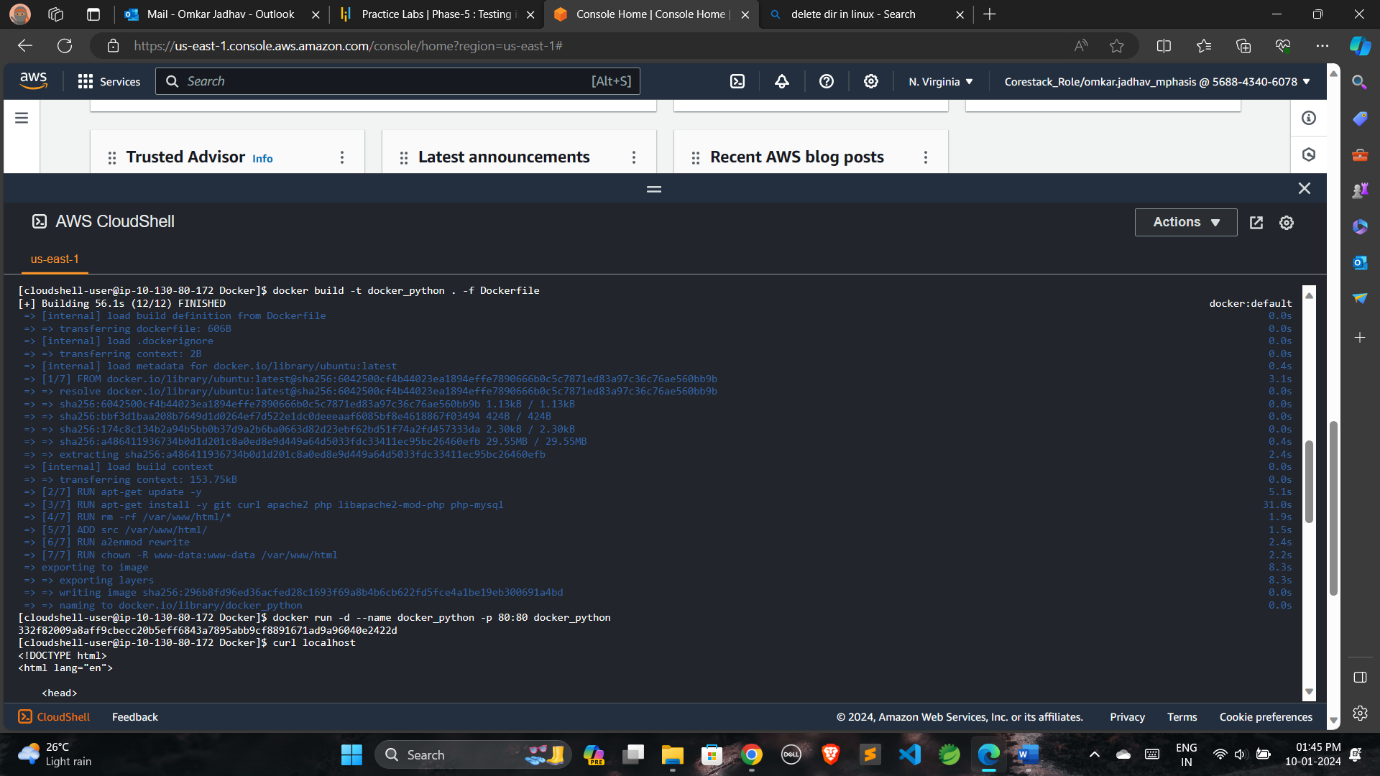 Mail - Omkar Jadhav - Outlook
Practice Labs | Phase-5 : Testing i
Console Home | Console Home |
delete dir in linux - Search
https://us-east-1.console.aws.amazon.com/console/home?region=us-east-1#
aws
Services
Search
[Alt+S]
N. Virginia
Corestack_Role/omkar.jadhav_mphasis @ 5688-4340-6078
Trusted Advisor Info
Latest announcements
Recent AWS blog posts
AWS CloudShell
Actions
us-east-1
[cloudshell-user@ip-10-130-80-172 Docker]$ docker build -t docker_python . -f Dockerfile
[+] Building 56.1s (12/12) FINISHED docker:default
=> [internal] load build definition from Dockerfile 0.0s
=> => transferring dockerfile: 606B 0.0s
=> [internal] load .dockerignore 0.0s
=> => transferring context: 2B 0.0s
=> [internal] load metadata for docker.io/library/ubuntu:latest 0.4s
=> [1/7] FROM docker.io/library/ubuntu:latest@sha256:6042500cf4b44023ea1894effe7890666b0c5c7871ed83a97c36c76ae560bb9b 3.1s
=> => resolve docker.io/library/ubuntu:latest@sha256:6042500cf4b44023ea1894effe7890666b0c5c7871ed83a97c36c76ae560bb9b 0.0s
=> => sha256:6042500cf4b44023ea1894effe7890666b0c5c7871ed83a97c36c76ae560bb9b 1.13kB / 1.13kB 0.0s
=> => sha256:bbf3d1baa208b7649d1d0264ef7d522e1dc0deeeaaf6085bf8e4618867f03494 424B / 424B 0.0s
=> => sha256:174c8c134b2a94b5bb0b37d9a2b6ba0663d82d23ebf62bd51f74a2fd457333da 2.30kB / 2.30kB 0.0s
=> => sha256:a486411936734b0d1d201c8a0ed8e9d449a64d5033fdc33411ec95bc26460efb 29.55MB / 29.55MB 0.4s
=> => extracting sha256:a486411936734b0d1d201c8a0ed8e9d449a64d5033fdc33411ec95bc26460efb 2.4s
=> [internal] load build context 0.0s
=> => transferring context: 153.75kB 0.0s
=> [2/7] RUN apt-get update -y 5.1s
=> [3/7] RUN apt-get install -y git curl apache2 php libapache2-mod-php php-mysql 31.0s
=> [4/7] RUN rm -rf /var/www/html/* 1.9s
=> [5/7] ADD src /var/www/html/ 1.5s
=> [6/7] RUN a2enmod rewrite 2.4s
=> [7/7] RUN chown -R www-data:www-data /var/www/html 2.2s
=> exporting to image 8.3s
=> => exporting layers 8.3s
=> => writing image sha256:296b8fd96ed36acfed28c1693f69a8b4b6cb622fd5fce4a1be19eb300691a4bd 0.0s
=> => naming to docker.io/library/docker_python 0.0s
[cloudshell-user@ip-10-130-80-172 Docker]$ docker run -d --name docker_python -p 80:80 docker_python
332f82009a8aff9cbecc20b5eff6843a7895abb9cf8891671ad9a96040e2422d
[cloudshell-user@ip-10-130-80-172 Docker]$ curl localhost
<!DOCTYPE html>
<html lang="en">
<head>
CloudShell
Feedback
© 2024, Amazon Web Services, Inc. or its affiliates.
Privacy
Terms
Cookie preferences
26°C
Light rain
Search
PRE
DELL
ENG
IN
01:45 PM
10-01-2024